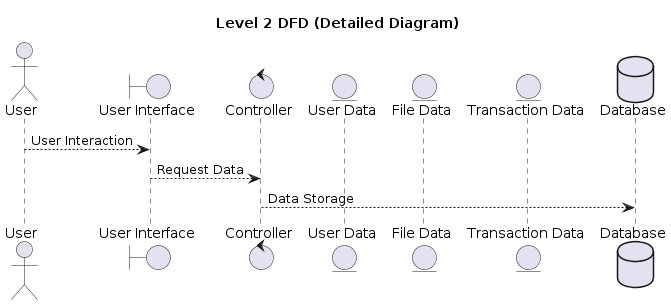 Level 2 DFD (Detailed Diagram)
User User Interface Controller User Data File Data Transaction Data Database
User Interaction
Request Data
Data Storage
User User Interface Controller User Data File Data Transaction Data Database